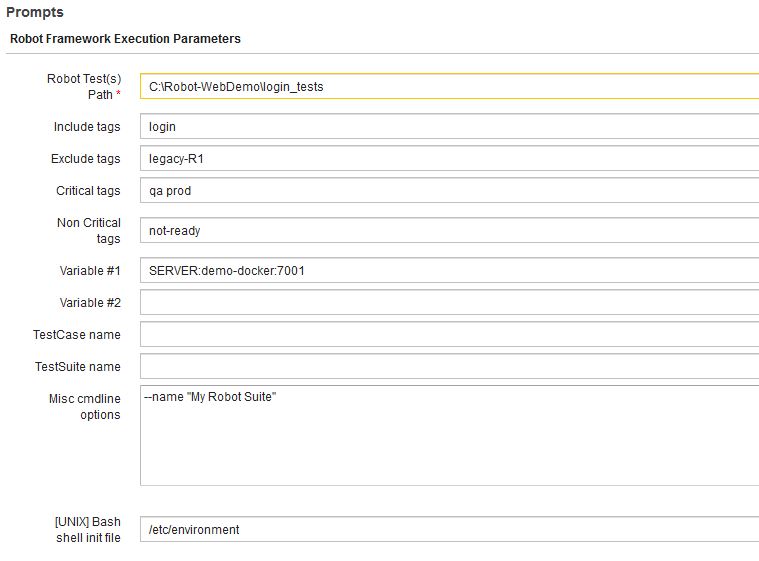 Prompts
Robot Framework Execution Parameters
Robot Test(s)
Path *
C:\Robot-WebDemo\login_tests
Include tags
login
Exclude tags
legacy-R1
Critical tags
qa prod
Non Critical
tags
not-ready
Variable #1
SERVER:demo-docker:7001
Variable #2
TestCase name
TestSuite name
Misc cmdline
options
--name "My Robot Suite"
[UNIX] Bash
shell init file
/etc/environment